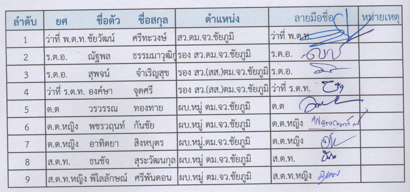 ลำดับ ยศ ชื่อตัว ชื่อสกุล ตำแหน่ง ลายมือชื่อ หมายเหตุ
1 ว่าที่ พ.ต.ท. ชัยวัฒน์ ศรีทะวงษ์ สว.ตม.จว.ชัยภูมิ ว่าที่ พ.ต.ท.
2 ร.ต.อ. ณัฐพล ธรรมมาวุฒิกุล รอง สว.ตม.จว.ชัยภูมิ ร.ต.อ.
3 ร.ต.อ. สุพจน์ จำเริญสุข รอง สว.(สส.)ตม.จว.ชัยภูมิ ร.ต.อ.
4 ว่าที่ ร.ต.ท. องค์ษา จุดศรี รอง สว.(สส.)ตม.จว.ชัยภูมิ ว่าที่ ร.ต.ท.
5 ด.ต วรวรรณ ทองทาย ผบ.หมู่ ตม.จว.ชัยภูมิ ด.ต
6 ด.ต.หญิง พชรวฤนท์ กันชัย ผบ.หมู่ ตม.จว.ชัยภูมิ ด.ต.หญิง
7 ด.ต.หญิง อาทิตยา สิงหบุตร ผบ.หมู่ ตม.จว.ชัยภูมิ ด.ต.หญิง
8 ส.ต.ท. ธนชัจ สุระวัฒนกุล ผบ.หมู่ ตม.จว.ชัยภูมิ ส.ต.ท.
9 ส.ต.ท.หญิง พิไลลักษณ์ ศรีพันดอน ผบ.หมู่ ตม.จว.ชัยภูมิ ส.ต.ท.หญิง